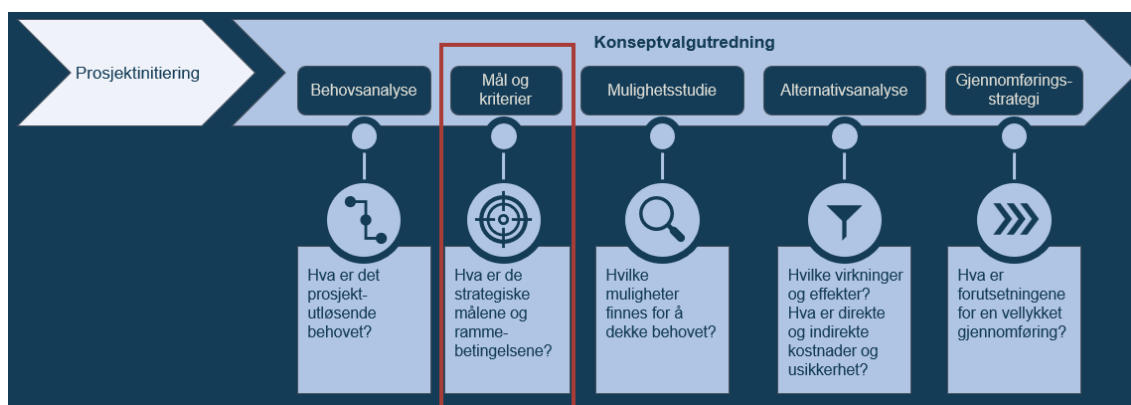 Konseptvalgutredning
Prosjektinitiering
Behovsanalyse
Mål og
kriterier
Mulighetsstudie
Alternativsanalyse
Gjennomførings-
strategi
Hva er det
prosjekt-
utløsende
behovet?
Hva er de
strategiske
målene og
ramme-
betingelsene?
Hvilke
muligheter
finnes for å
dekke behovet?
Hvilke virkninger
og effekter?
Hva er direkte
og indirekte
kostnader og
usikkerhet?
Hva er
forutsetningene
for en vellykket
gjennomføring?